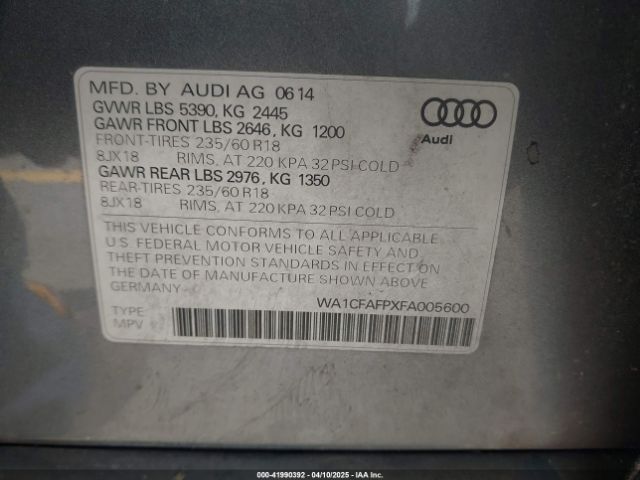 MFD. BY AUDI AG 06 14
GVWR LBS 5390, KG 2445
GAWR FRONT LBS 2646, KG 1200
FRONT-TIRES 235/60 R18
8JX18 RIMS, AT 220 KPA 32 PSI COLD
GAWR REAR LBS 2976, KG 1350
REAR-TIRES 235/60 R18
8JX18 RIMS, AT 220 KPA 32 PSI COLD
Audi
THIS VEHICLE CONFORMS TO ALL APPLICABLE
U.S. FEDERAL MOTOR VEHICLE SAFETY AND
THEFT PREVENTION STANDARDS IN EFFECT ON
THE DATE OF MANUFACTURE SHOWN ABOVE
GERMANY
WA1CFAFPXFA005600
TYPE
MPV
000-41990392 - 04/10/2025 - IAA Inc.